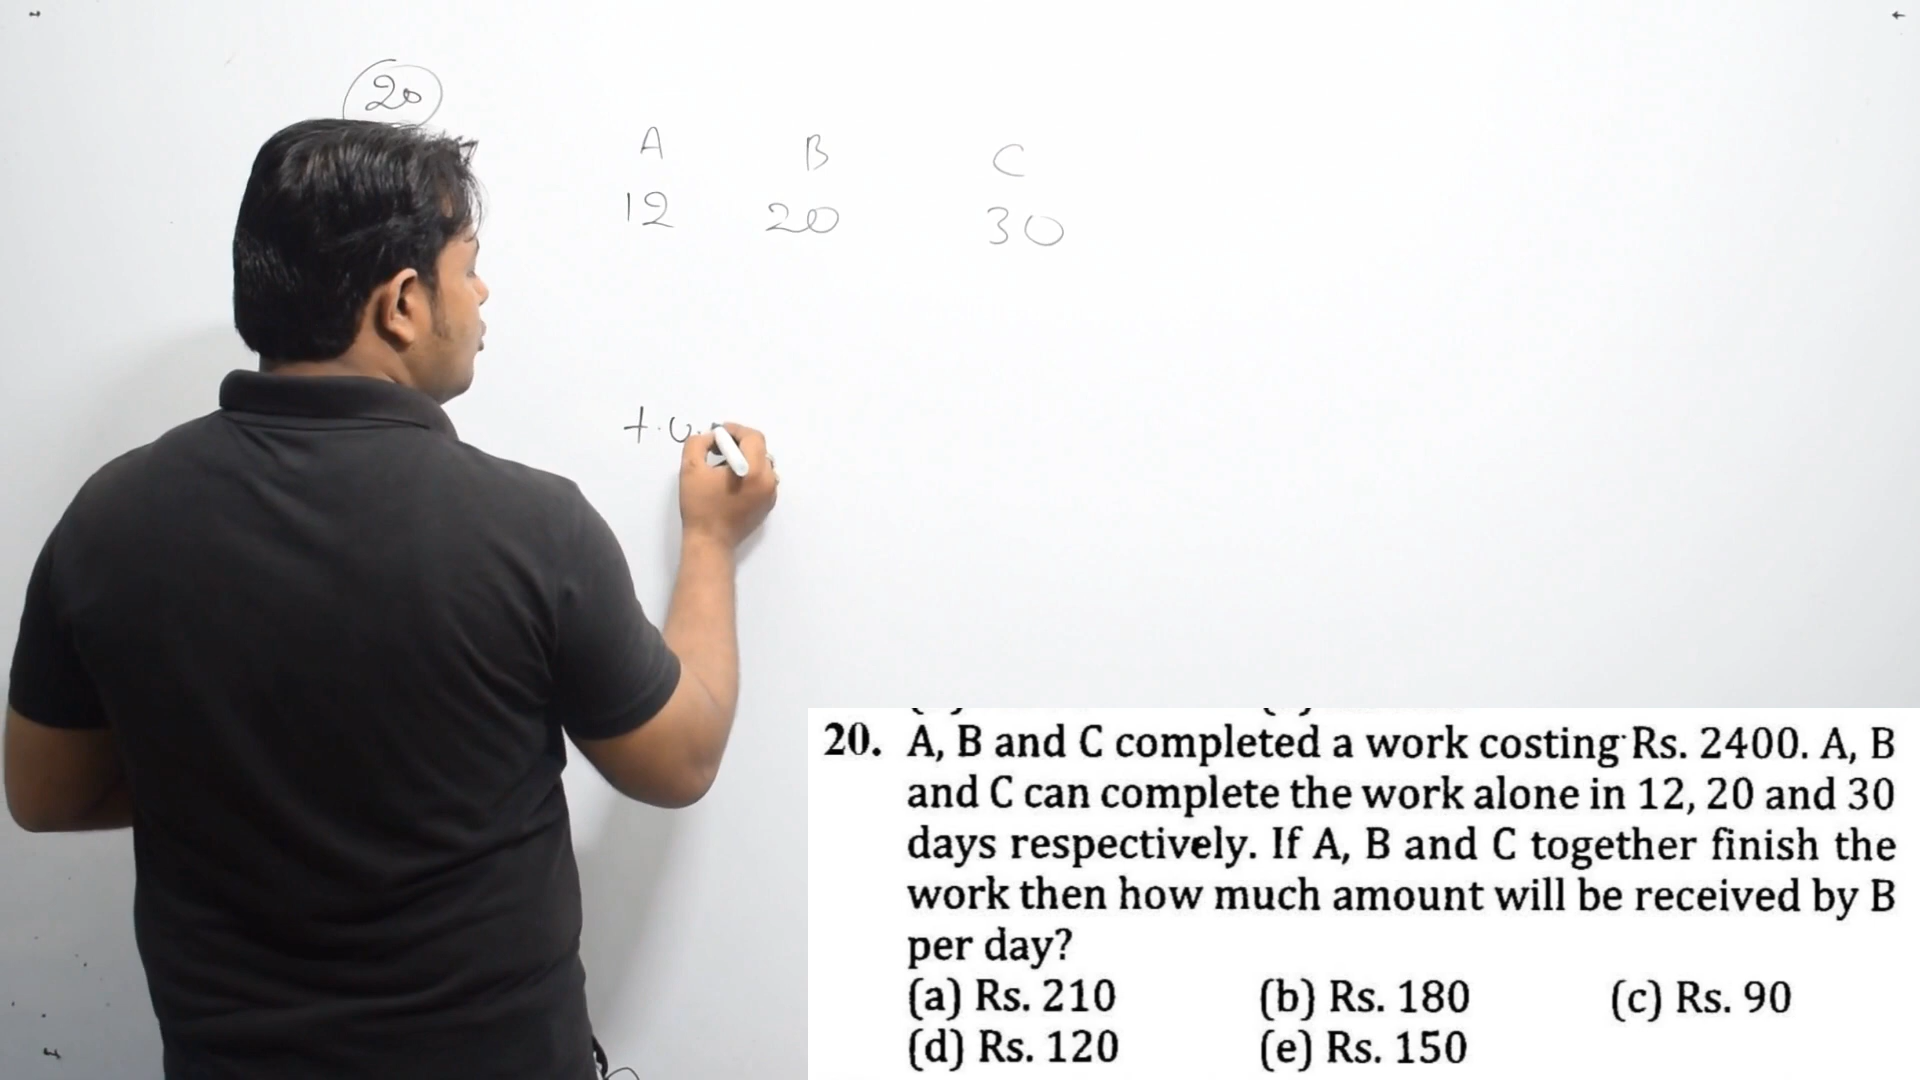 20
A B C
12 20 30
20. A, B and C completed a work costing Rs. 2400. A, B
and C can complete the work alone in 12, 20 and 30
days respectively. If A, B and C together finish the
work then how much amount will be received by B
per day?
(a) Rs. 210 (b) Rs. 180 (c) Rs. 90
(d) Rs. 120 (e) Rs. 150